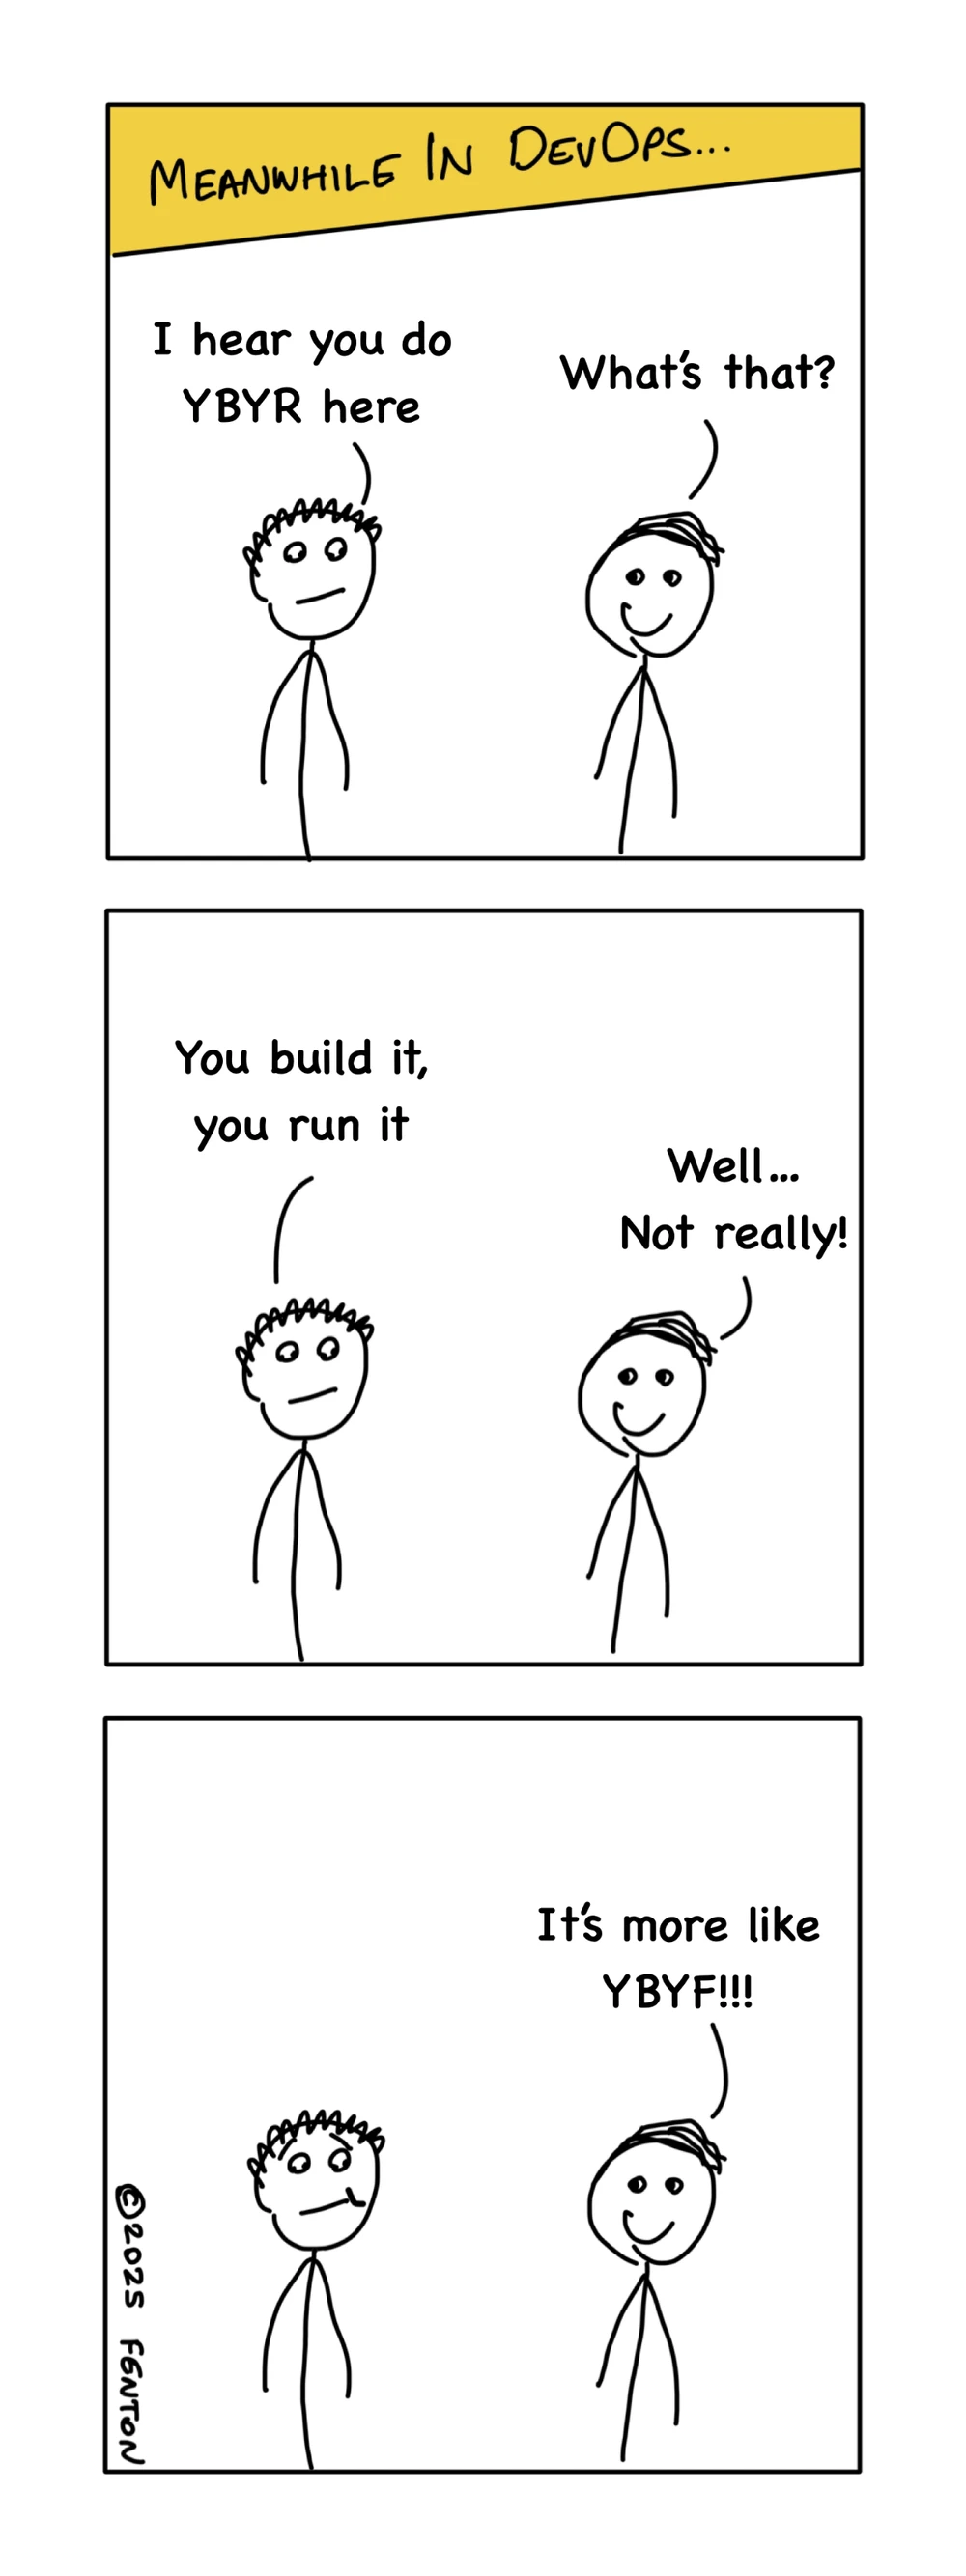 MEANWHILE IN DEVOPS...
I hear you do
YBYR here
What's that?
You build it,
you run it
Well...
Not really!
It's more like
YBYF!!!
©2025 FENTON